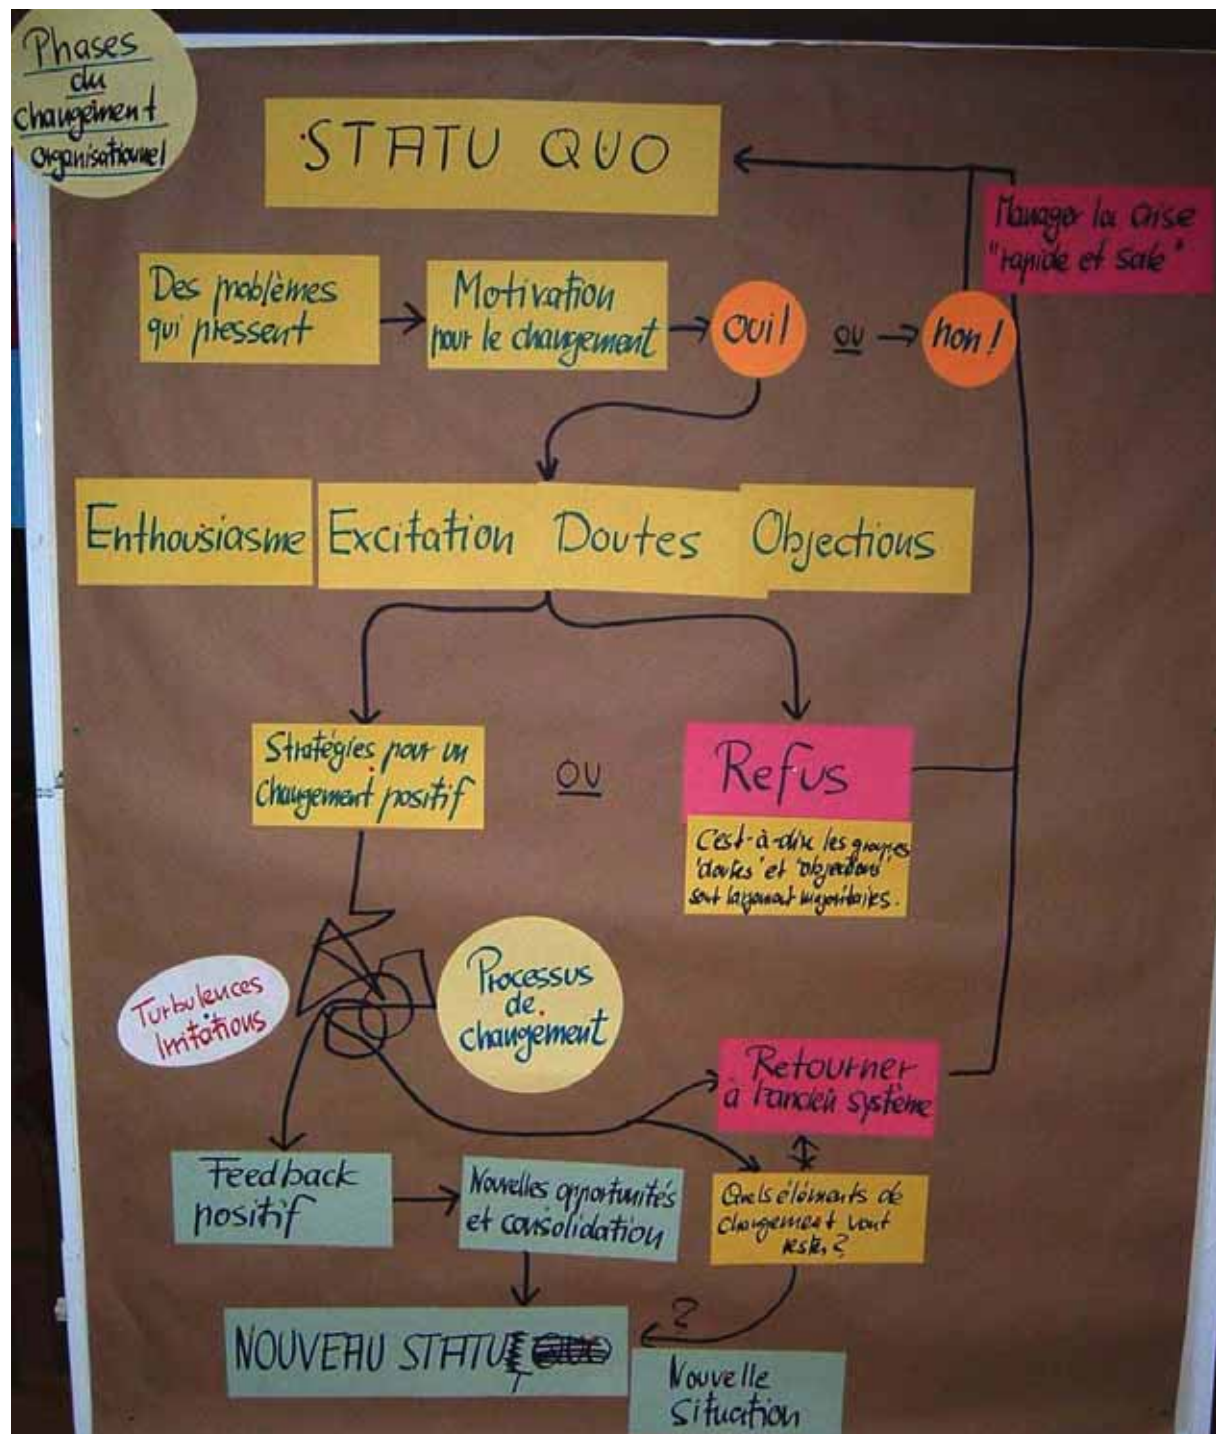 Phases
du
changement
organisationnel
STATU QUO
Manager la crise
"rapide et sale"
Des problèmes
qui pressent
Motivation
pour le changement
oui!
ou
non!
Enthousiasme
Excitation
Doutes
Objections
Stratégies pour un
changement positif
OU
Refus
C'est-à-dire les groupes
'doutes' et 'objections'
sont largement majoritaires.
Turbulences
Irritations
Processus
de
changement
Retourner
à l'ancien système
Feedback
positif
Nouvelles opportunités
et consolidation
Quels éléments de
changement vont
?
?
NOUVEAU STATUT
Nouvelle
Situation